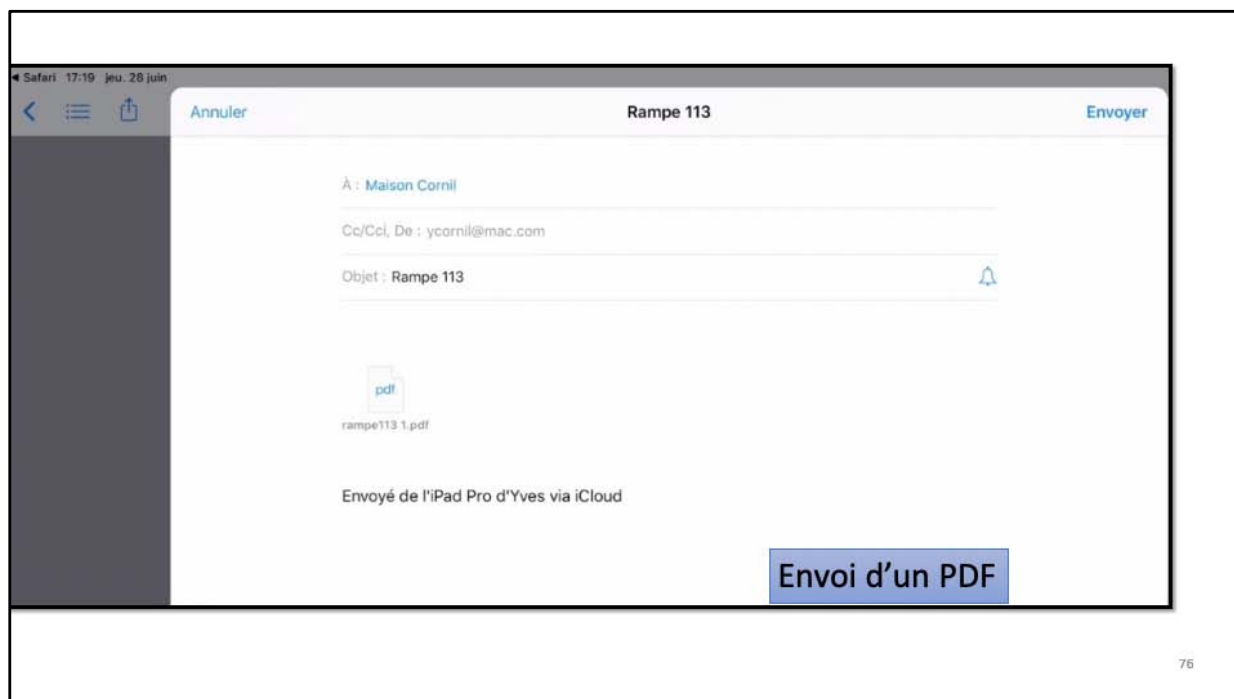 ◀ Safari 17:19 jeu. 28 juin
Annuler Rampe 113 Envoyer
À : Maison Cornil
Cc/Cci, De : ycornil@mac.com
Objet : Rampe 113
pdf
rampe113 1.pdf
Envoyé de l'iPad Pro d'Yves via iCloud
Envoi d’un PDF
76